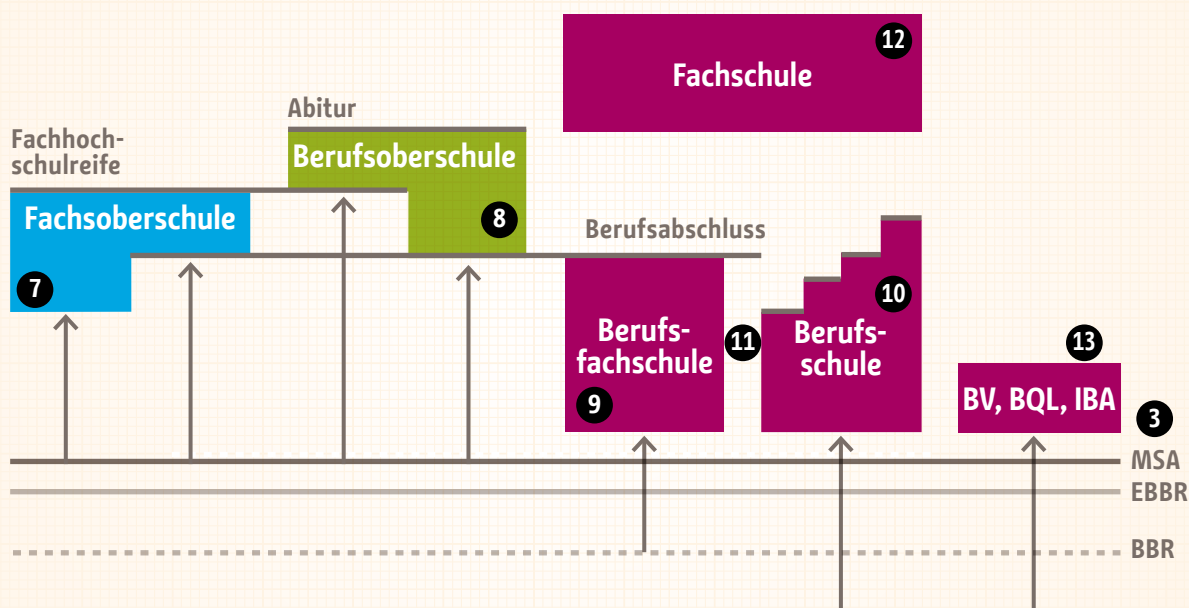 12
Fachschule
Abitur
Fachhoch-
schulreife
Berufsoberschule
8
Fachsoberschule
7
Berufsabschluss
Berufs-
fachschule
9
11
10
Berufs-
schule
13
BV, BQL, IBA
3
MSA
EBBR
BBR